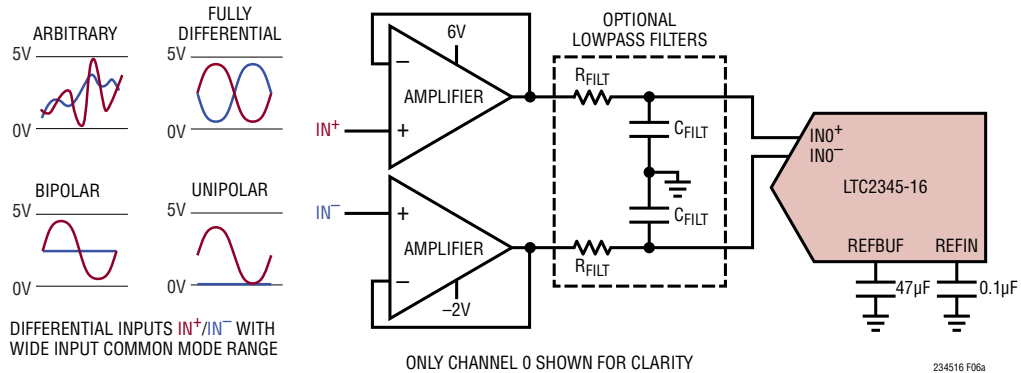 ARBITRARY
5V
0V
FULLY
DIFFERENTIAL
5V
0V
BIPOLAR
5V
0V
UNIPOLAR
5V
0V
DIFFERENTIAL INPUTS IN+/IN− WITH
WIDE INPUT COMMON MODE RANGE
6V
−
AMPLIFIER
+
IN+
IN−
+
AMPLIFIER
−
−2V
OPTIONAL
LOWPASS FILTERS
RFILT
CFILT
CFILT
RFILT
IN0+
IN0−
LTC2345-16
REFBUF REFIN
47µF
0.1µF
ONLY CHANNEL 0 SHOWN FOR CLARITY
234516 F06a